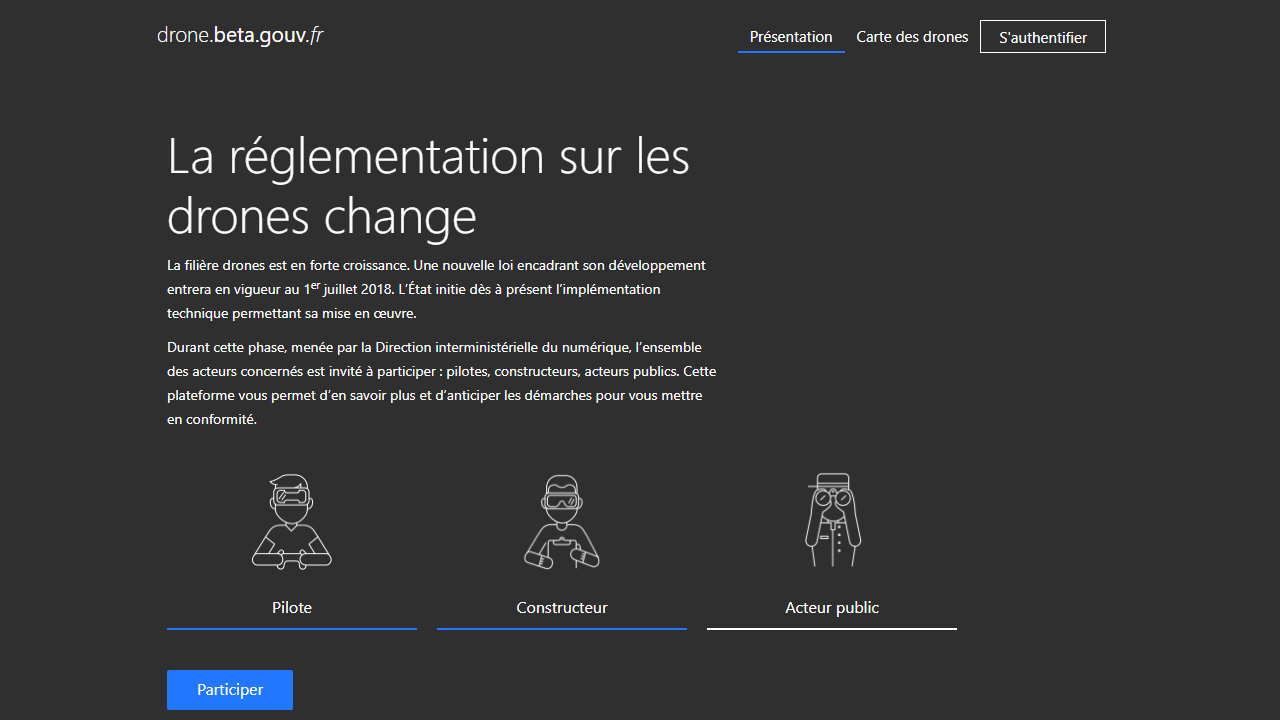 drone.beta.gouv.fr
Présentation
Carte des drones
S'authentifier
La réglementation sur les
drones change
La filière drones est en forte croissance. Une nouvelle loi encadrant son développement
entrera en vigueur au 1er juillet 2018. L’État initie dès à présent l’implémentation
technique permettant sa mise en œuvre.
Durant cette phase, menée par la Direction interministérielle du numérique, l’ensemble
des acteurs concernés est invité à participer : pilotes, constructeurs, acteurs publics. Cette
plateforme vous permet d’en savoir plus et d’anticiper les démarches pour vous mettre
en conformité.
Pilote
Constructeur
Acteur public
Participer